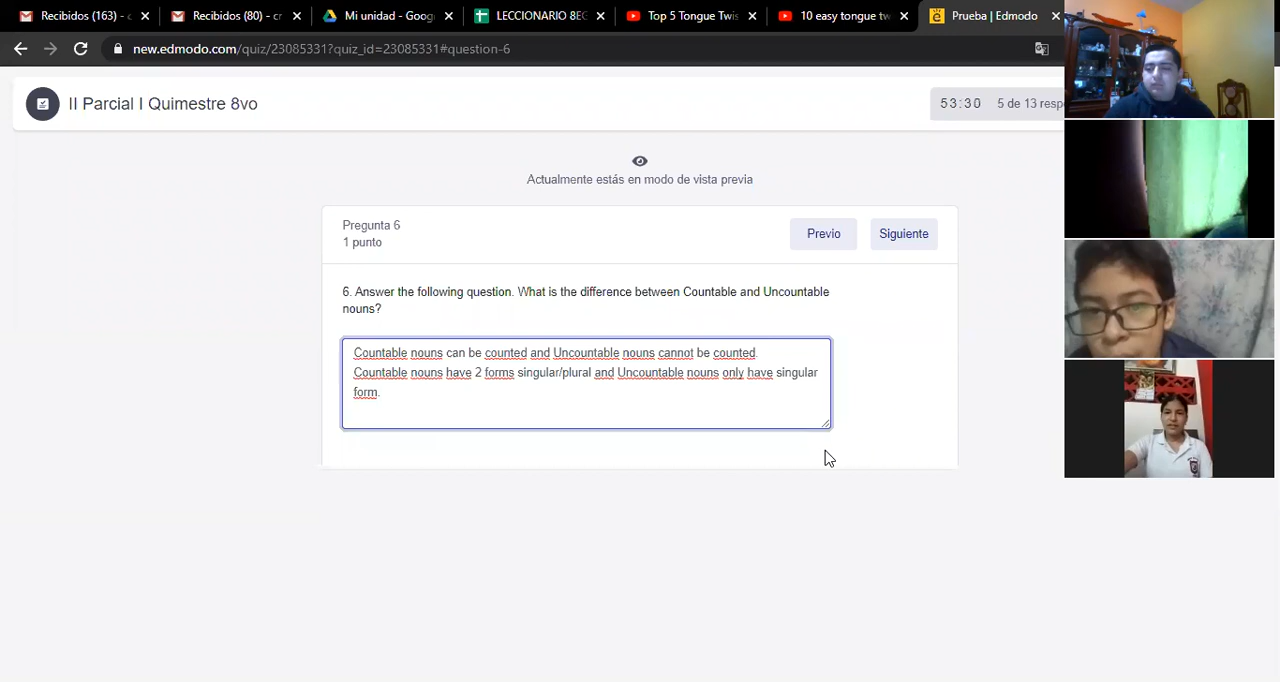 Recibidos (163) - c
Recibidos (80) - cr
Mi unidad - Goog
LECCIONARIO 8EG
Top 5 Tongue Twis
10 easy tongue tw
Prueba | Edmodo
new.edmodo.com/quiz/23085331?quiz_id=23085331#question-6
II Parcial I Quimestre 8vo
53:30 5 de 13 resp
Actualmente estás en modo de vista previa
Pregunta 6
1 punto
Previo
Siguiente
6. Answer the following question. What is the difference between Countable and Uncountable
nouns?
Countable nouns can be counted and Uncountable nouns cannot be counted.
Countable nouns have 2 forms singular/plural and Uncountable nouns only have singular
form.